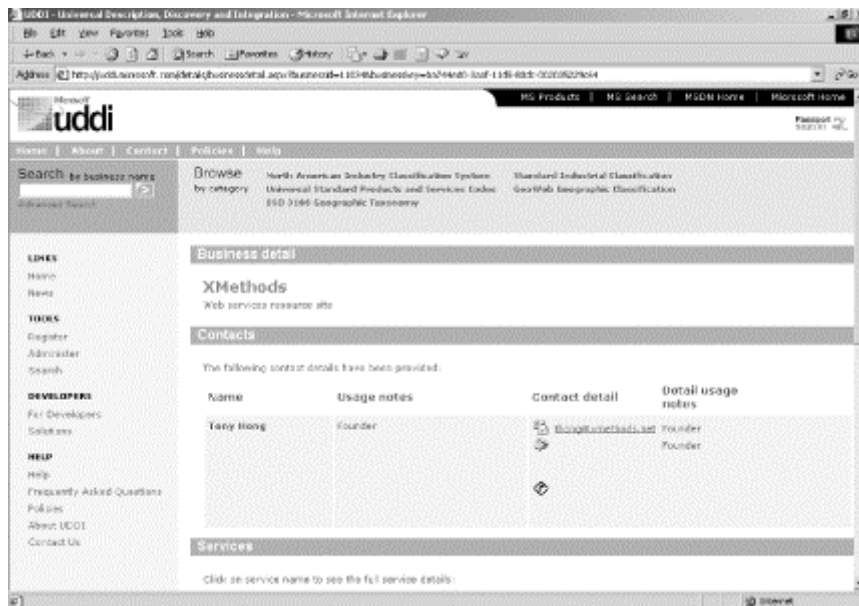 UDDI - Universal Description, Discovery and Integration - Microsoft Internet Explorer
File Edit View Favorites Tools Help
Back Search Favorites History
Address
MS Products | MS Search | MSDN Home | Microsoft Home
Microsoft
uddi
Passport
Home | About | Contact | Policies | Help
Search by business name
Advanced Search
Browse by category
North American Industry Classification System
Universal Standard Products and Services Codes
ISO 3166 Geographic Taxonomy
Standard Industrial Classification
GeoWeb Geographic Classification
LINKS
Home
News
TOOLS
Register
Administer
Search
DEVELOPERS
For Developers
Solutions
HELP
Help
Frequently Asked Questions
Policies
About UDDI
Contact Us
Business detail
XMethods
Web services resource site
Contacts
The following contact details have been provided:
Name Usage notes Contact detail Detail usage notes
Tony Hong Founder thong@xmethods.net Founder
Founder
Services
Click on service name to see the full service details:
Internet